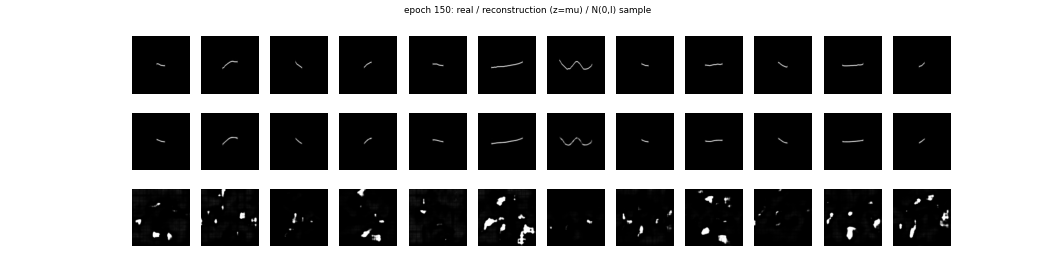 epoch 150: real / reconstruction (z=mu) / N(0,I) sample